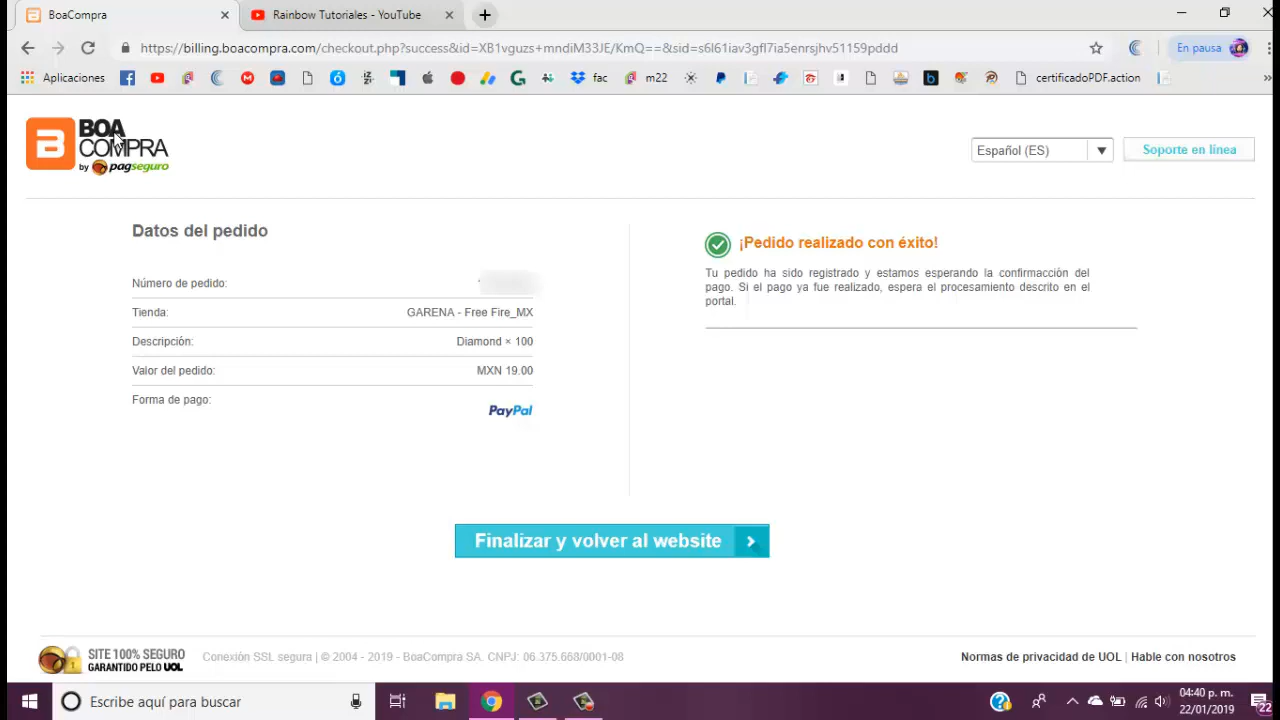 BoaCompra
Rainbow Tutoriales - YouTube
https://billing.boacompra.com/checkout.php?success&id=XB1vguzs+mndiM33JE/KmQ==&sid=s6l61iav3gfl7ia5enrsjhv51159pddd
En pausa
Aplicaciones
fac
m22
certificadoPDF.action
BOA
COMPRA
by pagseguro
Español (ES)
Soporte en línea
Datos del pedido
Número de pedido:
Tienda: GARENA - Free Fire_MX
Descripción: Diamond × 100
Valor del pedido: MXN 19.00
Forma de pago: PayPal
¡Pedido realizado con éxito!
Tu pedido ha sido registrado y estamos esperando la confirmacción del
pago. Si el pago ya fue realizado, espera el procesamiento descrito en el
portal.
Finalizar y volver al website
SITE 100% SEGURO
GARANTIDO PELO UOL
Conexión SSL segura | © 2004 - 2019 - BoaCompra SA. CNPJ: 06.375.668/0001-08
Normas de privacidad de UOL | Hable con nosotros
Escribe aquí para buscar
04:40 p. m.
22/01/2019
22